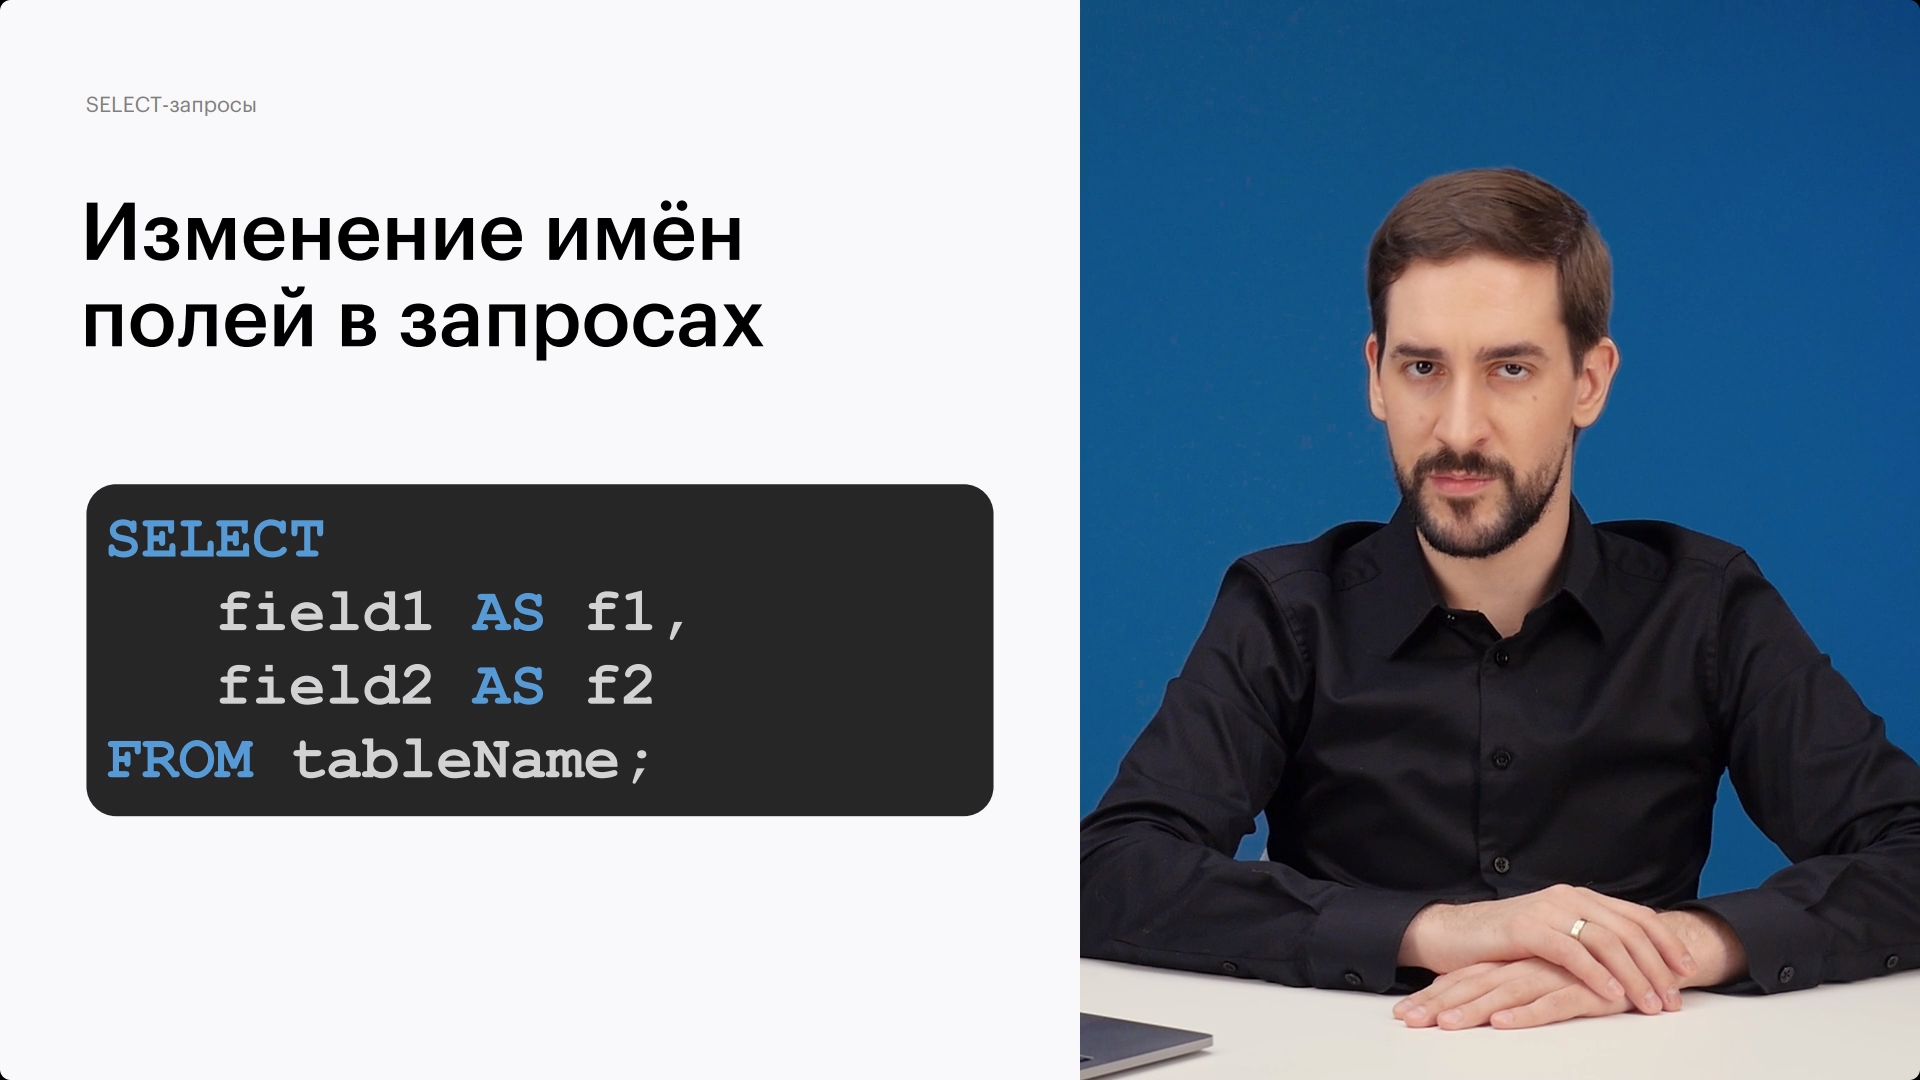 SELECT-запросы
Изменение имён
полей в запросах
SELECT
field1 AS f1,
field2 AS f2
FROM tableName;